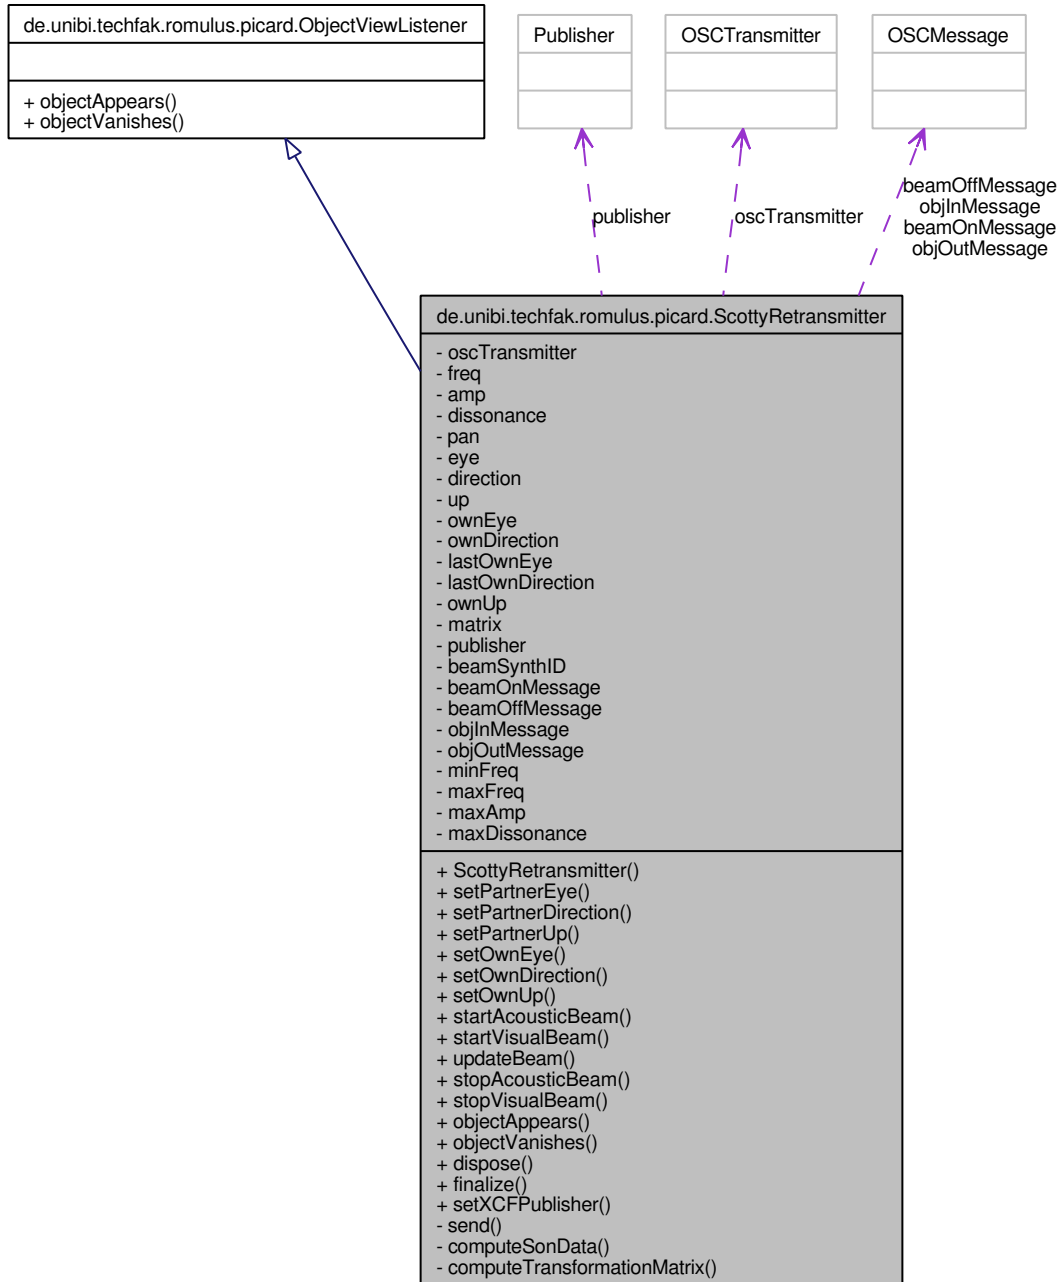 de.unibi.techfak.romulus.picard.ObjectViewListener
+ objectAppears()
+ objectVanishes()
Publisher
OSCTransmitter
OSCMessage
publisher
oscTransmitter
beamOffMessage
objInMessage
beamOnMessage
objOutMessage
de.unibi.techfak.romulus.picard.ScottyRetransmitter
- oscTransmitter
- freq
- amp
- dissonance
- pan
- eye
- direction
- up
- ownEye
- ownDirection
- lastOwnEye
- lastOwnDirection
- ownUp
- matrix
- publisher
- beamSynthID
- beamOnMessage
- beamOffMessage
- objInMessage
- objOutMessage
- minFreq
- maxFreq
- maxAmp
- maxDissonance
+ ScottyRetransmitter()
+ setPartnerEye()
+ setPartnerDirection()
+ setPartnerUp()
+ setOwnEye()
+ setOwnDirection()
+ setOwnUp()
+ startAcousticBeam()
+ startVisualBeam()
+ updateBeam()
+ stopAcousticBeam()
+ stopVisualBeam()
+ objectAppears()
+ objectVanishes()
+ dispose()
+ finalize()
+ setXCFPublisher()
- send()
- computeSonData()
- computeTransformationMatrix()